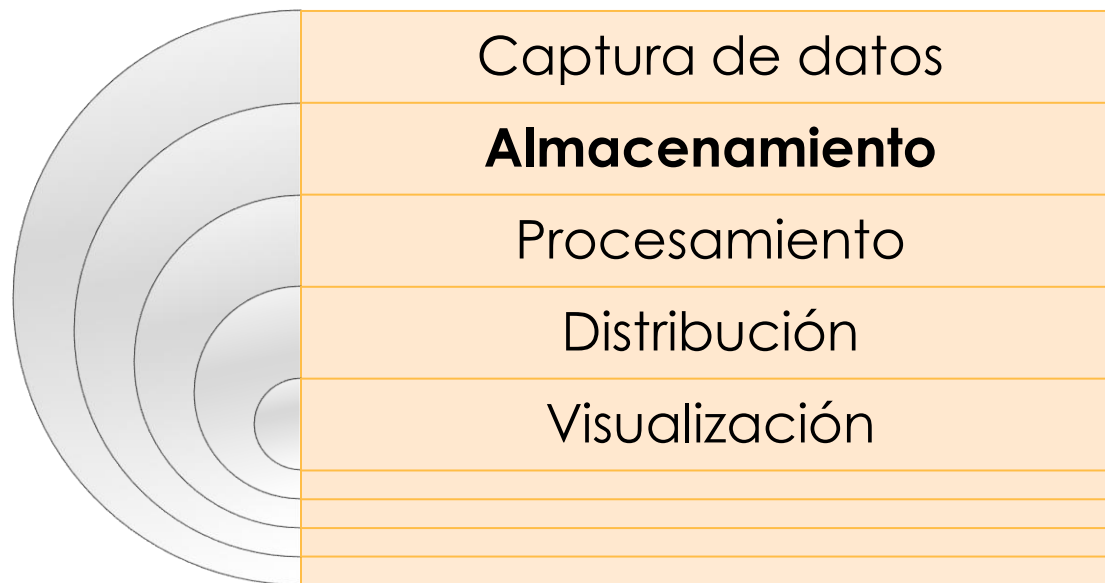 Captura de datos
Almacenamiento
Procesamiento
Distribución
Visualización